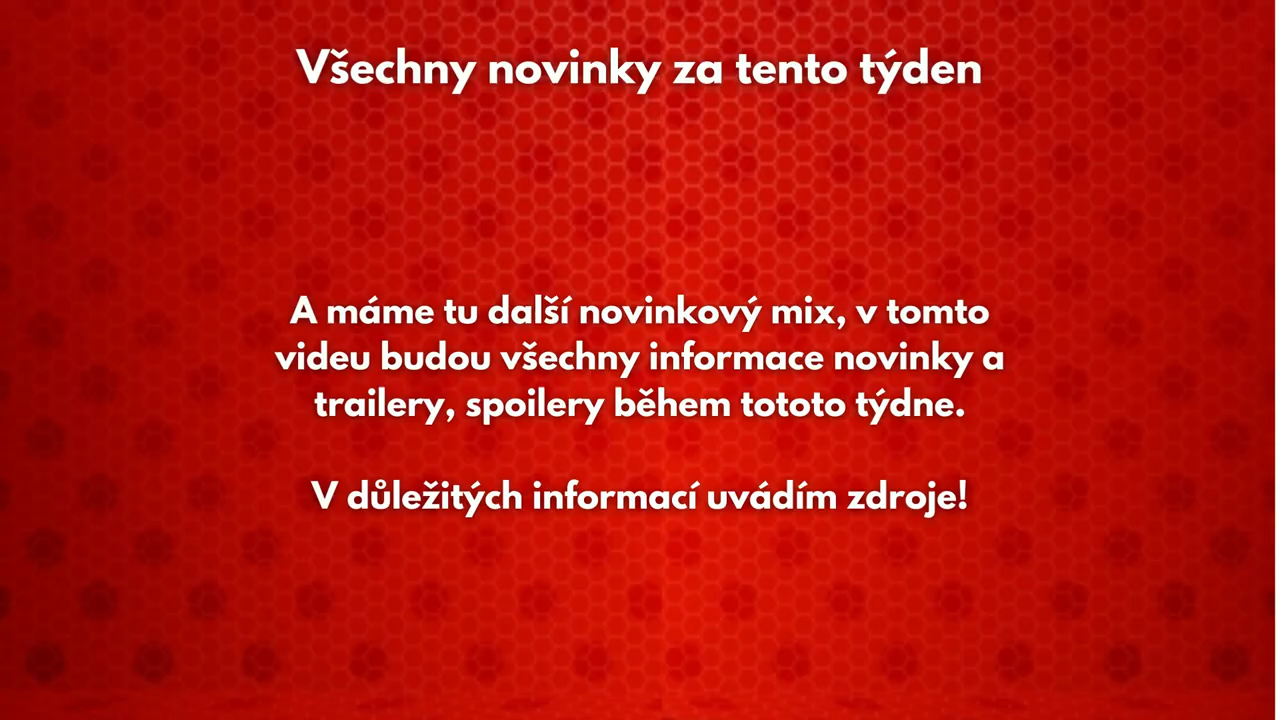 Všechny novinky za tento týden
A máme tu další novinkový mix, v tomto
videu budou všechny informace novinky a
trailery, spoilery během tototo týdne.
V důležitých informací uvádím zdroje!